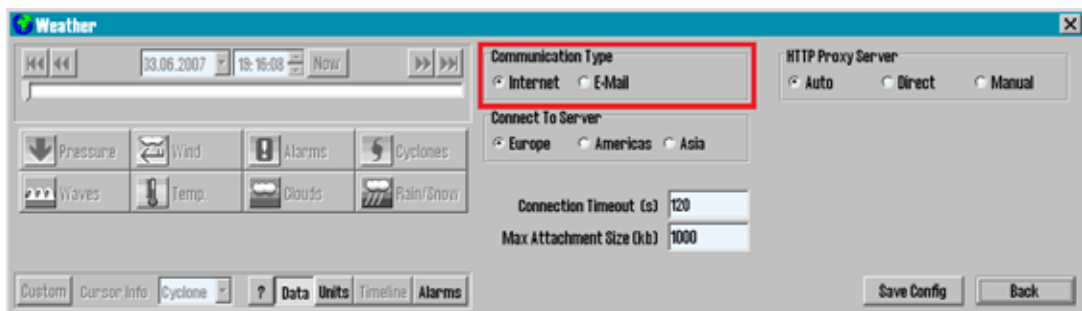 Weather
03.06.2007 19:16:08 Now
Pressure Wind Alarms Cyclones
Waves Temp. Clouds Rain/Snow
Custom Cursor Info Cyclone ? Data Units Timeline Alarms
Communication Type
Internet E-Mail
HTTP Proxy Server
Auto Direct Manual
Connect To Server
Europe Americas Asia
Connection Timeout (s) 120
Max Attachment Size (kb) 1000
Save Config Back